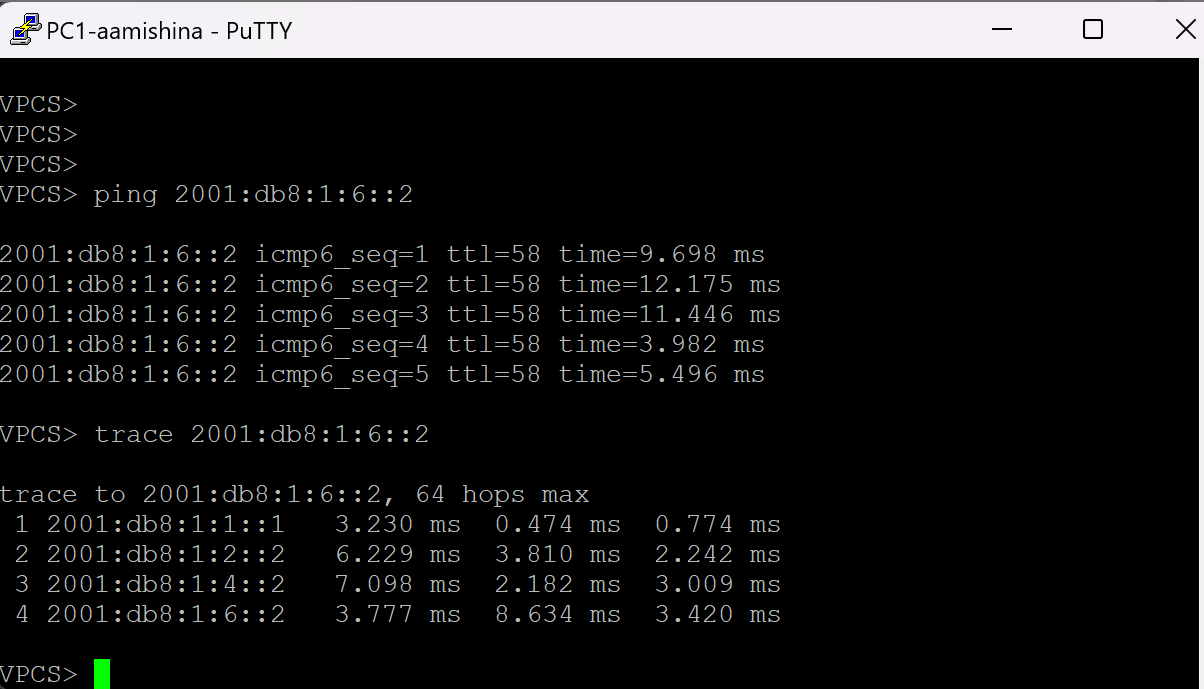 PC1-aamishina - PuTTY
VPCS>
VPCS>
VPCS>
VPCS> ping 2001:db8:1:6::2
2001:db8:1:6::2 icmp6_seq=1 ttl=58 time=9.698 ms
2001:db8:1:6::2 icmp6_seq=2 ttl=58 time=12.175 ms
2001:db8:1:6::2 icmp6_seq=3 ttl=58 time=11.446 ms
2001:db8:1:6::2 icmp6_seq=4 ttl=58 time=3.982 ms
2001:db8:1:6::2 icmp6_seq=5 ttl=58 time=5.496 ms
VPCS> trace 2001:db8:1:6::2
trace to 2001:db8:1:6::2, 64 hops max
1 2001:db8:1:1::1 3.230 ms 0.474 ms 0.774 ms
2 2001:db8:1:2::2 6.229 ms 3.810 ms 2.242 ms
3 2001:db8:1:4::2 7.098 ms 2.182 ms 3.009 ms
4 2001:db8:1:6::2 3.777 ms 8.634 ms 3.420 ms
VPCS>